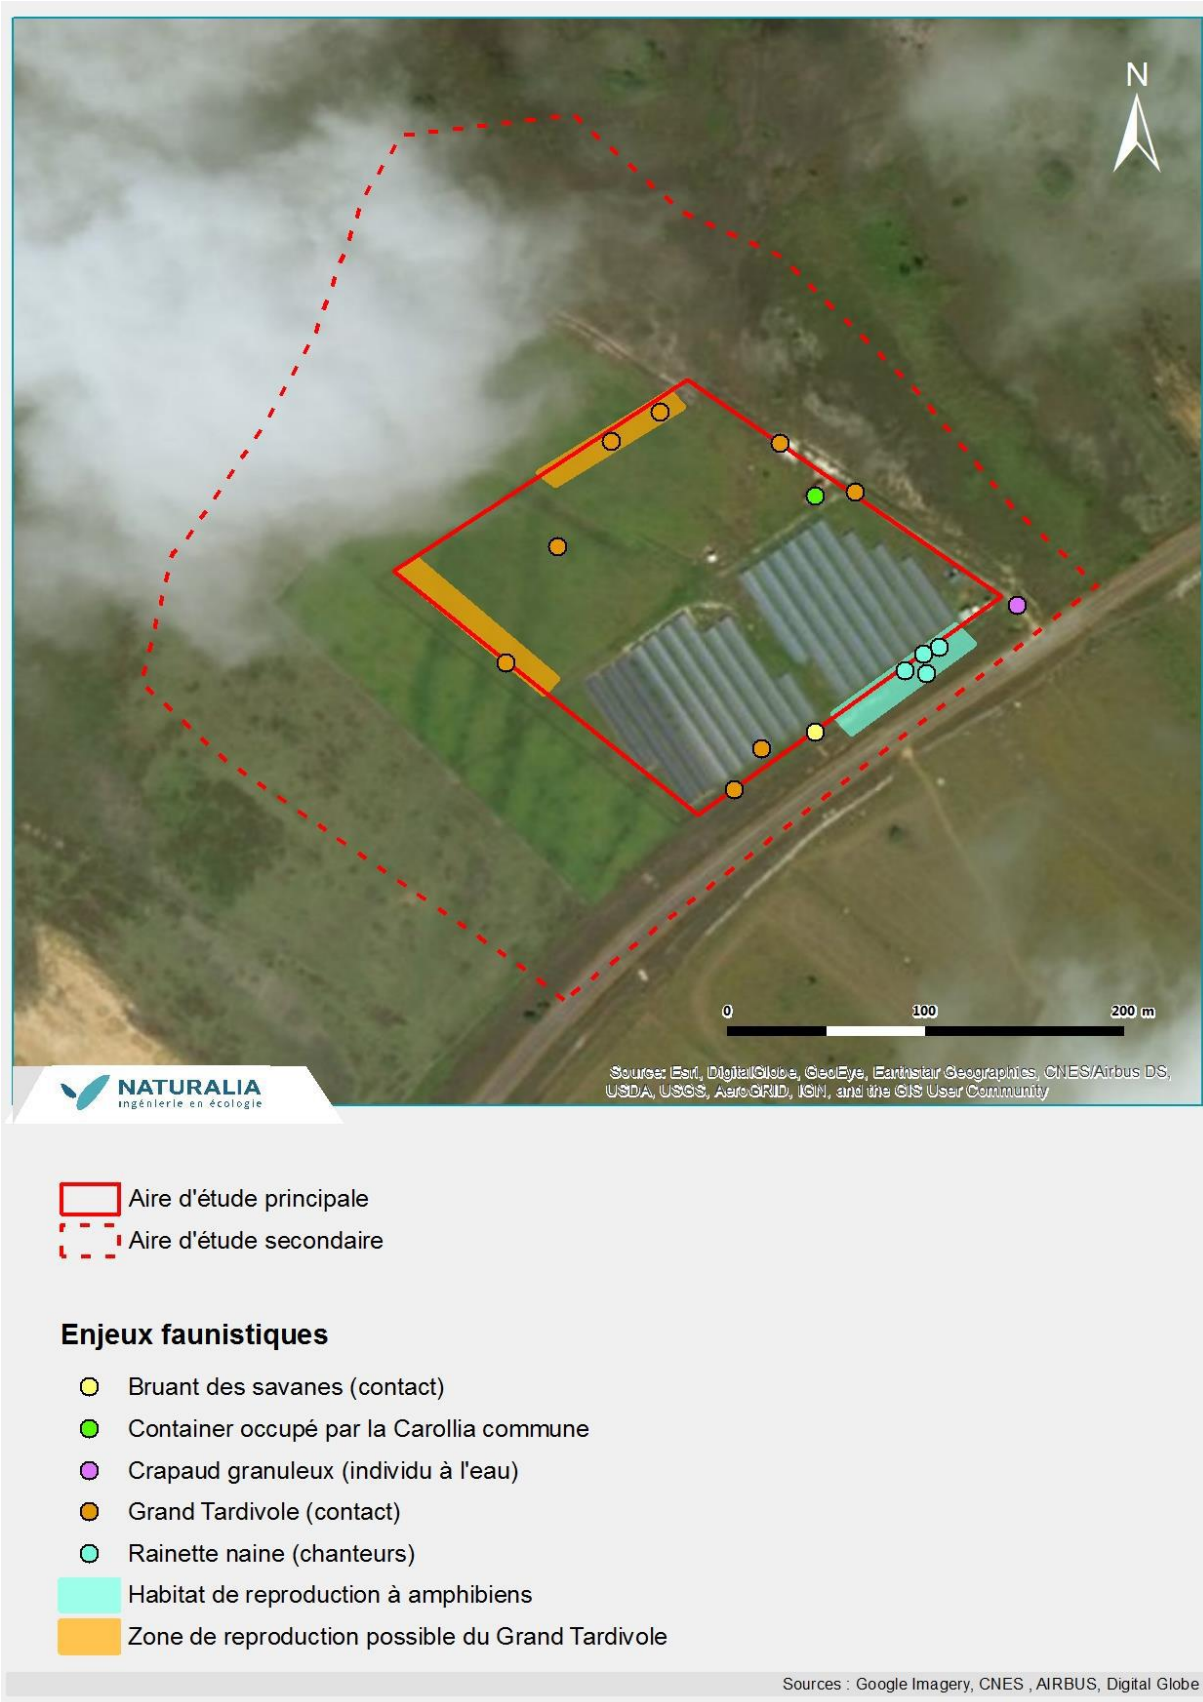 N
0 100 200 m
Source: Esri, DigitalGlobe, GeoEye, Earthstar Geographics, CNES/Airbus DS,
USDA, USGS, AeroGRID, IGN, and the GIS User Community
NATURALIA
Ingénierie en écologie
Aire d'étude principale
Aire d'étude secondaire
Enjeux faunistiques
Bruant des savanes (contact)
Container occupé par la Carollia commune
Crapaud granuleux (individu à l'eau)
Grand Tardivole (contact)
Rainette naine (chanteurs)
Habitat de reproduction à amphibiens
Zone de reproduction possible du Grand Tardivole
Sources : Google Imagery, CNES , AIRBUS, Digital Globe